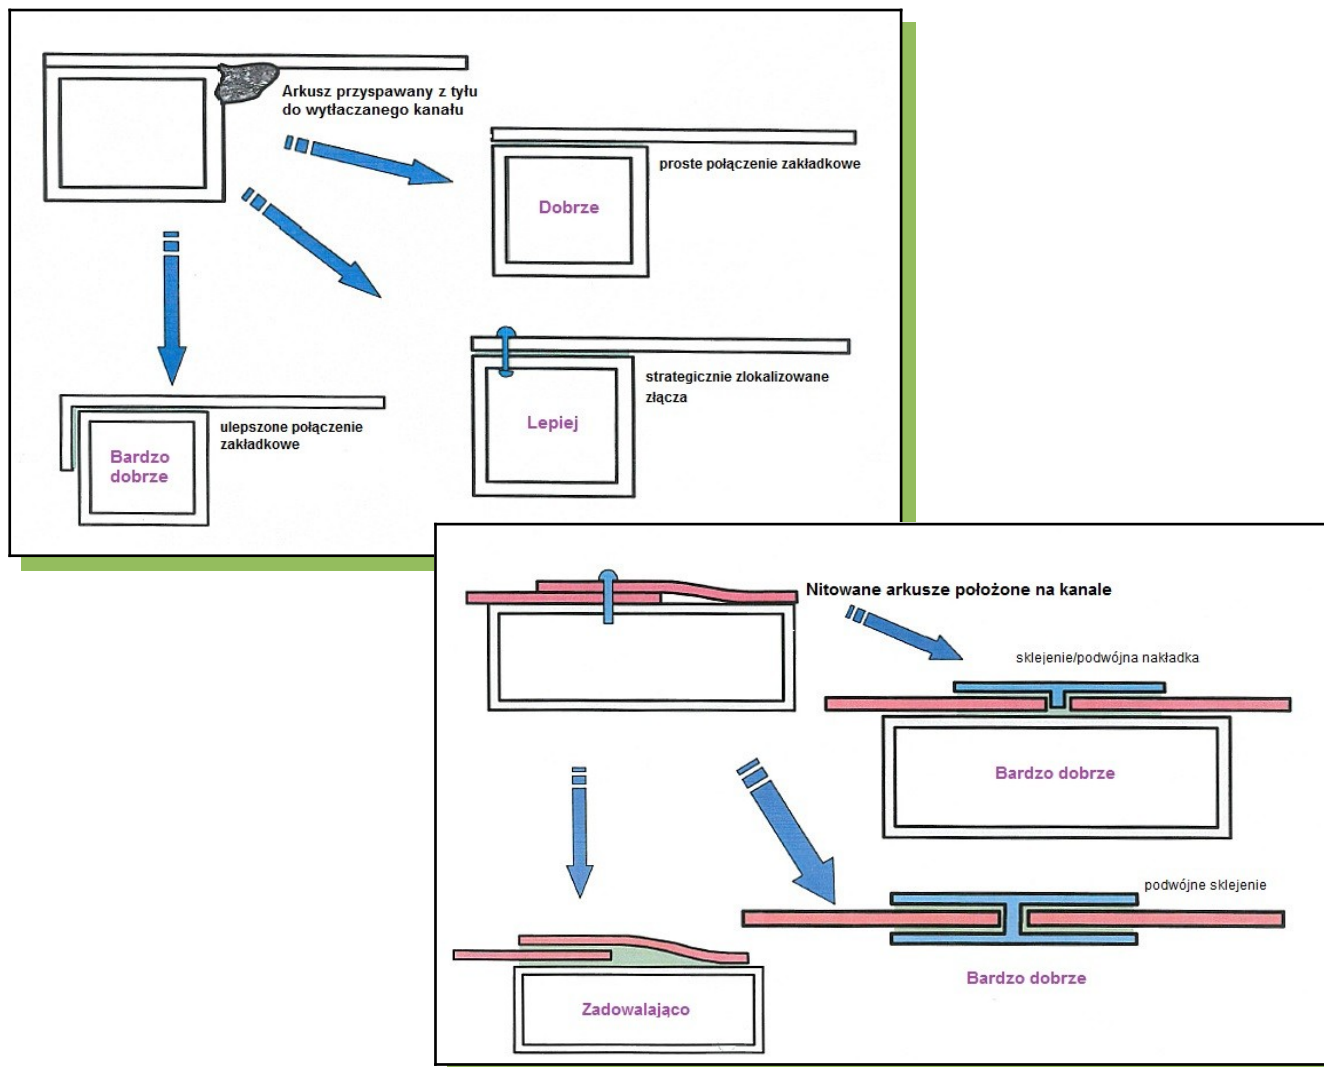 Arkusz przyspawany z tyłu
do wytłaczanego kanału
proste połączenie zakładkowe
Dobrze
strategicznie zlokalizowane
złącza
Lepiej
ulepszone połączenie
zakładkowe
Bardzo
dobrze
Nitowane arkusze położone na kanale
sklejenie/podwójna nakładka
Bardzo dobrze
podwójne sklejenie
Bardzo dobrze
Zadowalająco